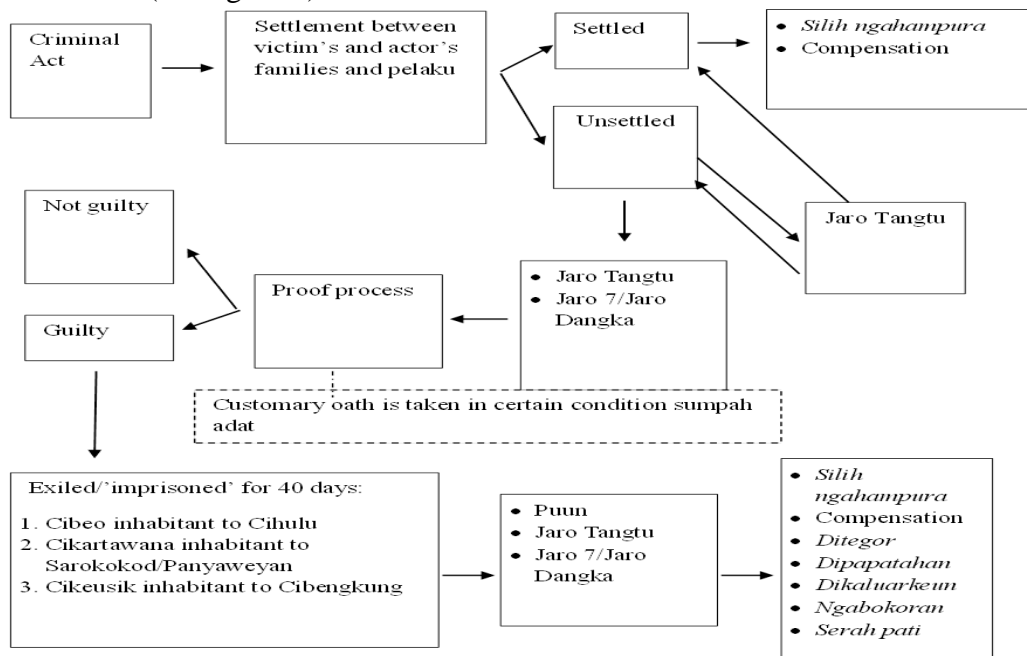 Criminal
Act
Settlement between
victim's and actor's
families and pelaku
Settled
• Silih ngahampura
• Compensation
Unsettled
Jaro Tangtu
Not guilty
Guilty
Proof process
• Jaro Tangtu
• Jaro 7/Jaro
Dangka
Customary oath is taken in certain condition sumpah
adat
Exiled/'imprisoned' for 40 days:
1. Cibeo inhabitant to Cihulu
2. Cikartawana inhabitant to
Sarokokod/Panyaweyan
3. Cikeusik inhabitant to Cibengkung
• Puun
• Jaro Tangtu
• Jaro 7/Jaro
Dangka
• Silih
ngahampura
• Compensation
• Ditegor
• Dipapatahan
• Dikaluarkeun
• Ngabokoran
• Serah pati